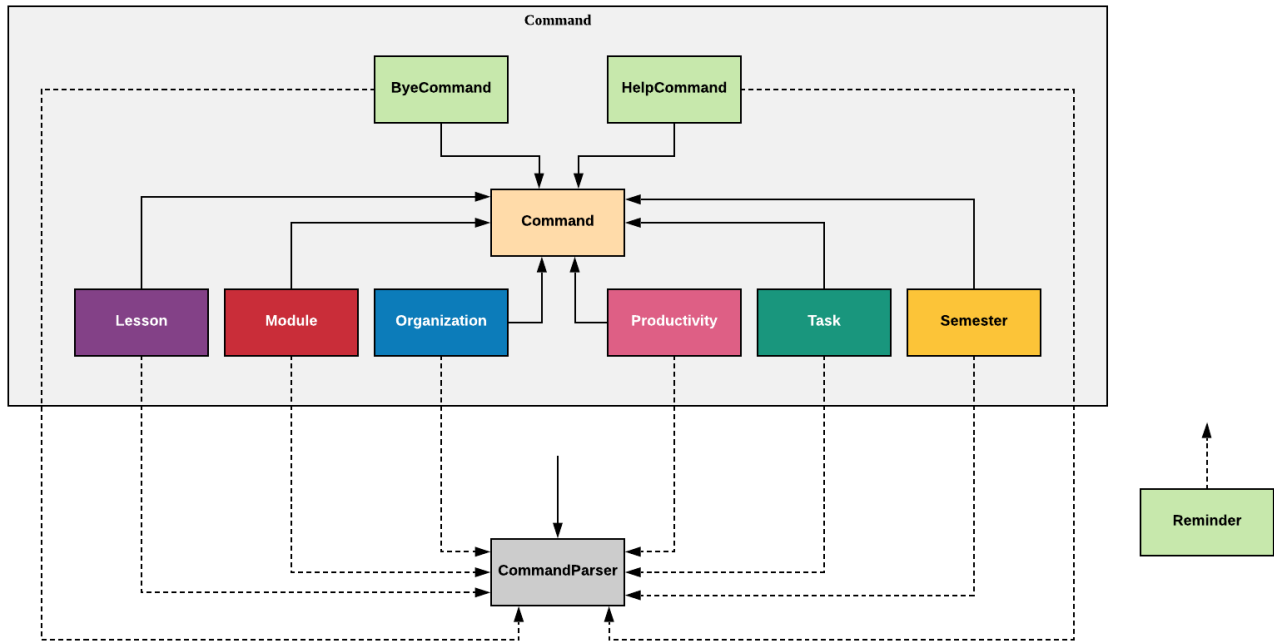 Command
ByeCommand
HelpCommand
Command
Lesson
Module
Organization
Productivity
Task
Semester
CommandParser
Reminder